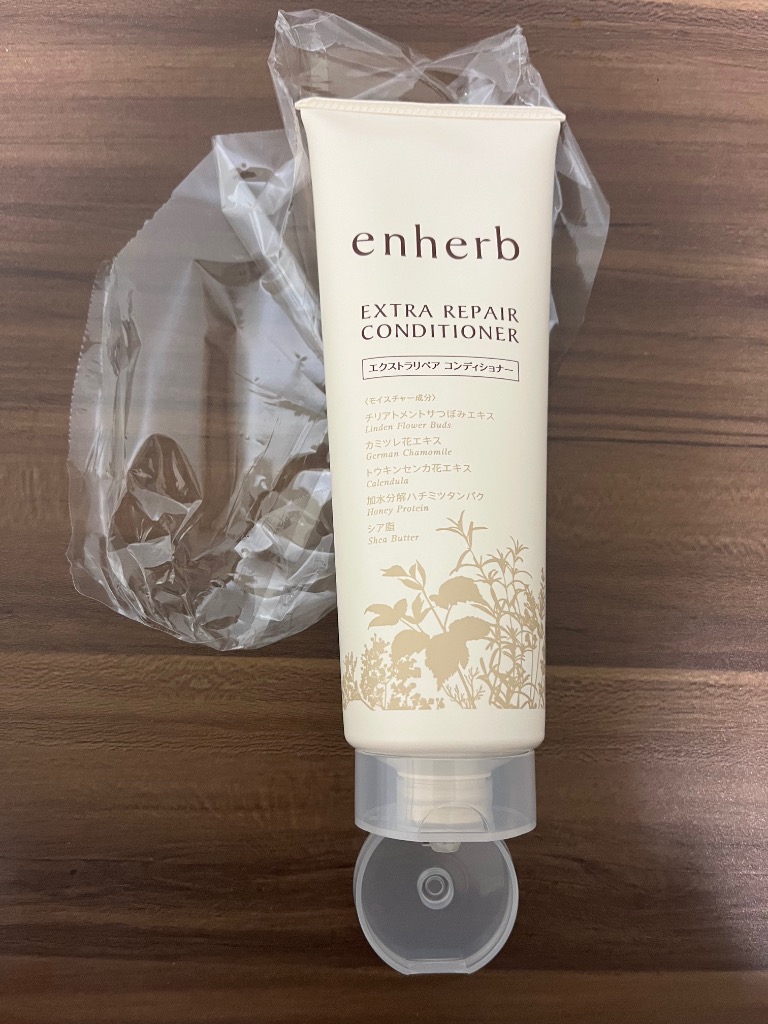 enherb
EXTRA REPAIR
CONDITIONER
エクストラリペア コンディショナー
〈モイスチャー成分〉
チリアトメントサつぼみエキス
Linden Flower Buds
カミツレ花エキス
German Chamomile
トウキンセンカ花エキス
Calendula
加水分解ハチミツタンパク
Honey Protein
シア脂
Shea Butter